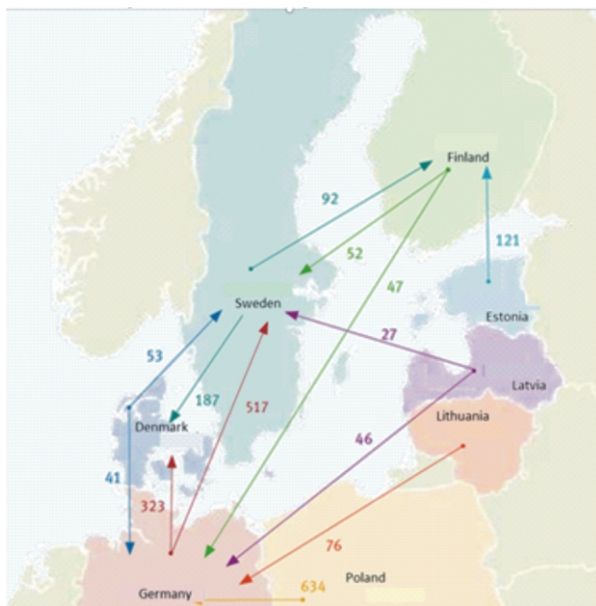 Finland
92
121
52
47
Sweden
Estonia
27
53
Latvia
187
517
Lithuania
Denmark
46
41
323
76
Poland
634
Germany